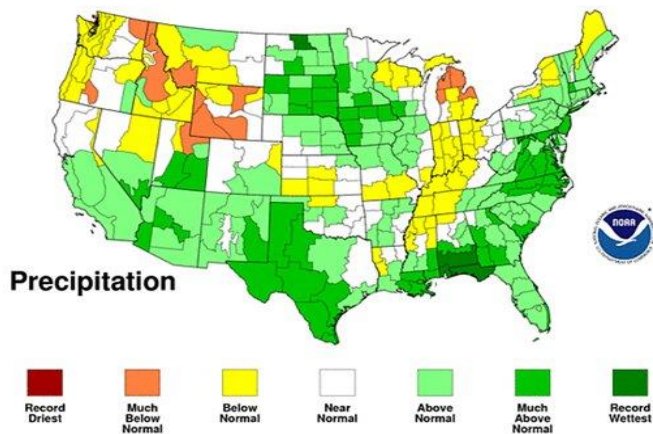 NOAA
Precipitation
Record
Driest
Much
Below
Normal
Below
Normal
Near
Normal
Above
Normal
Much
Above
Normal
Record
Wettest